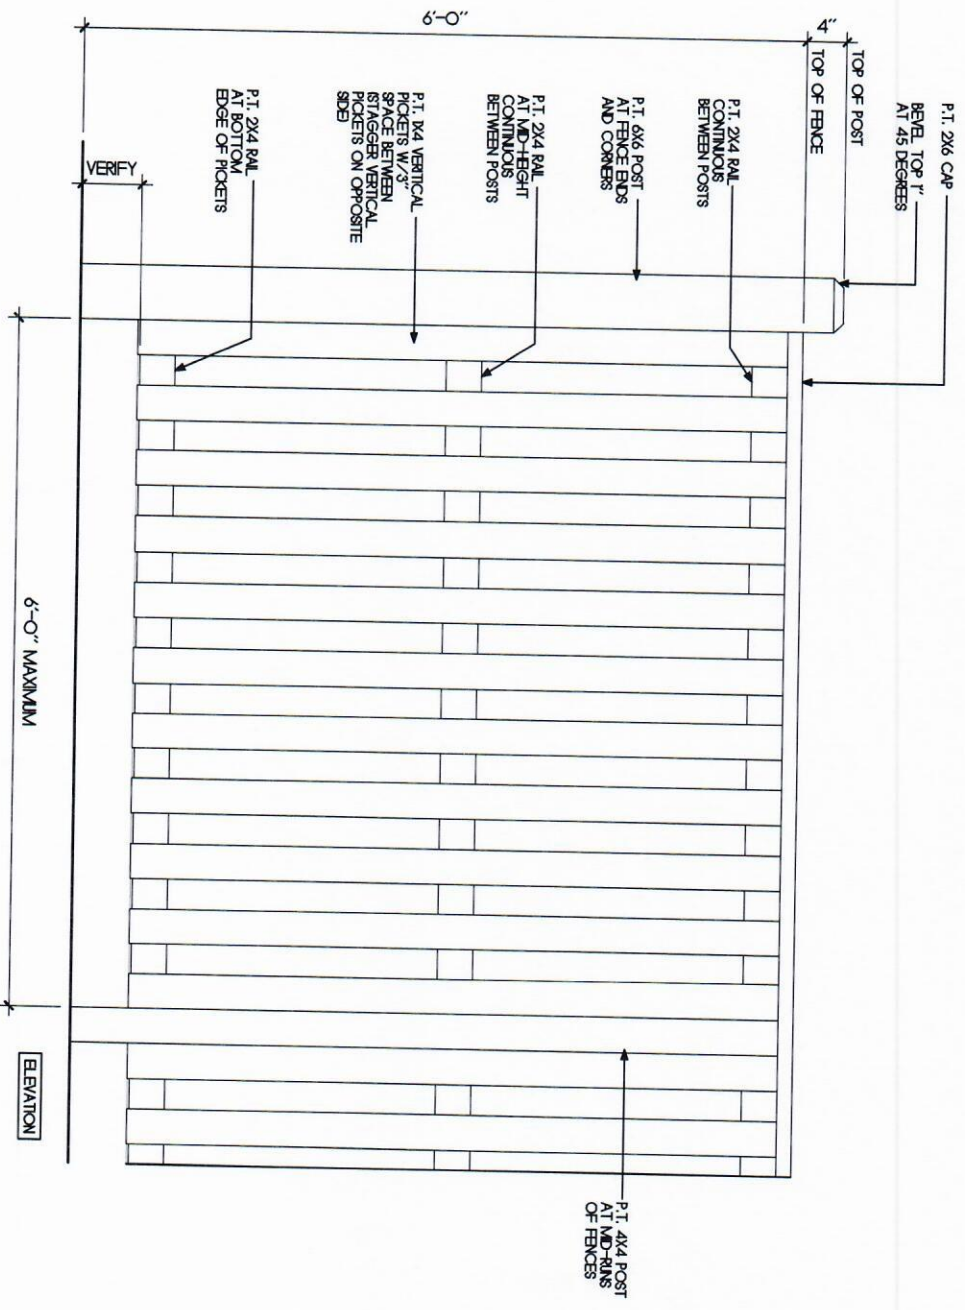 P.T. 2X6 CAP
BEVEL TOP 1"
AT 45 DEGREES
TOP OF POST
4"
TOP OF FENCE
6'-0"
P.T. 2X4 RAIL
CONTINUOUS
BETWEEN POSTS
P.T. 6X6 POST
AT FENCE ENDS
AND CORNERS
P.T. 2X4 RAIL
AT MID-HEIGHT
CONTINUOUS
BETWEEN POSTS
P.T. 1X4 VERTICAL
PICKETS W/3"
SPACE BETWEEN
(STAGGER VERTICAL
PICKETS ON OPPOSITE
SIDE)
P.T. 2X4 RAIL
AT BOTTOM
EDGE OF PICKETS
VERIFY
P.T. 4X4 POST
AT MID-RUNS
OF FENCES
6'-0" MAXIMUM
ELEVATION